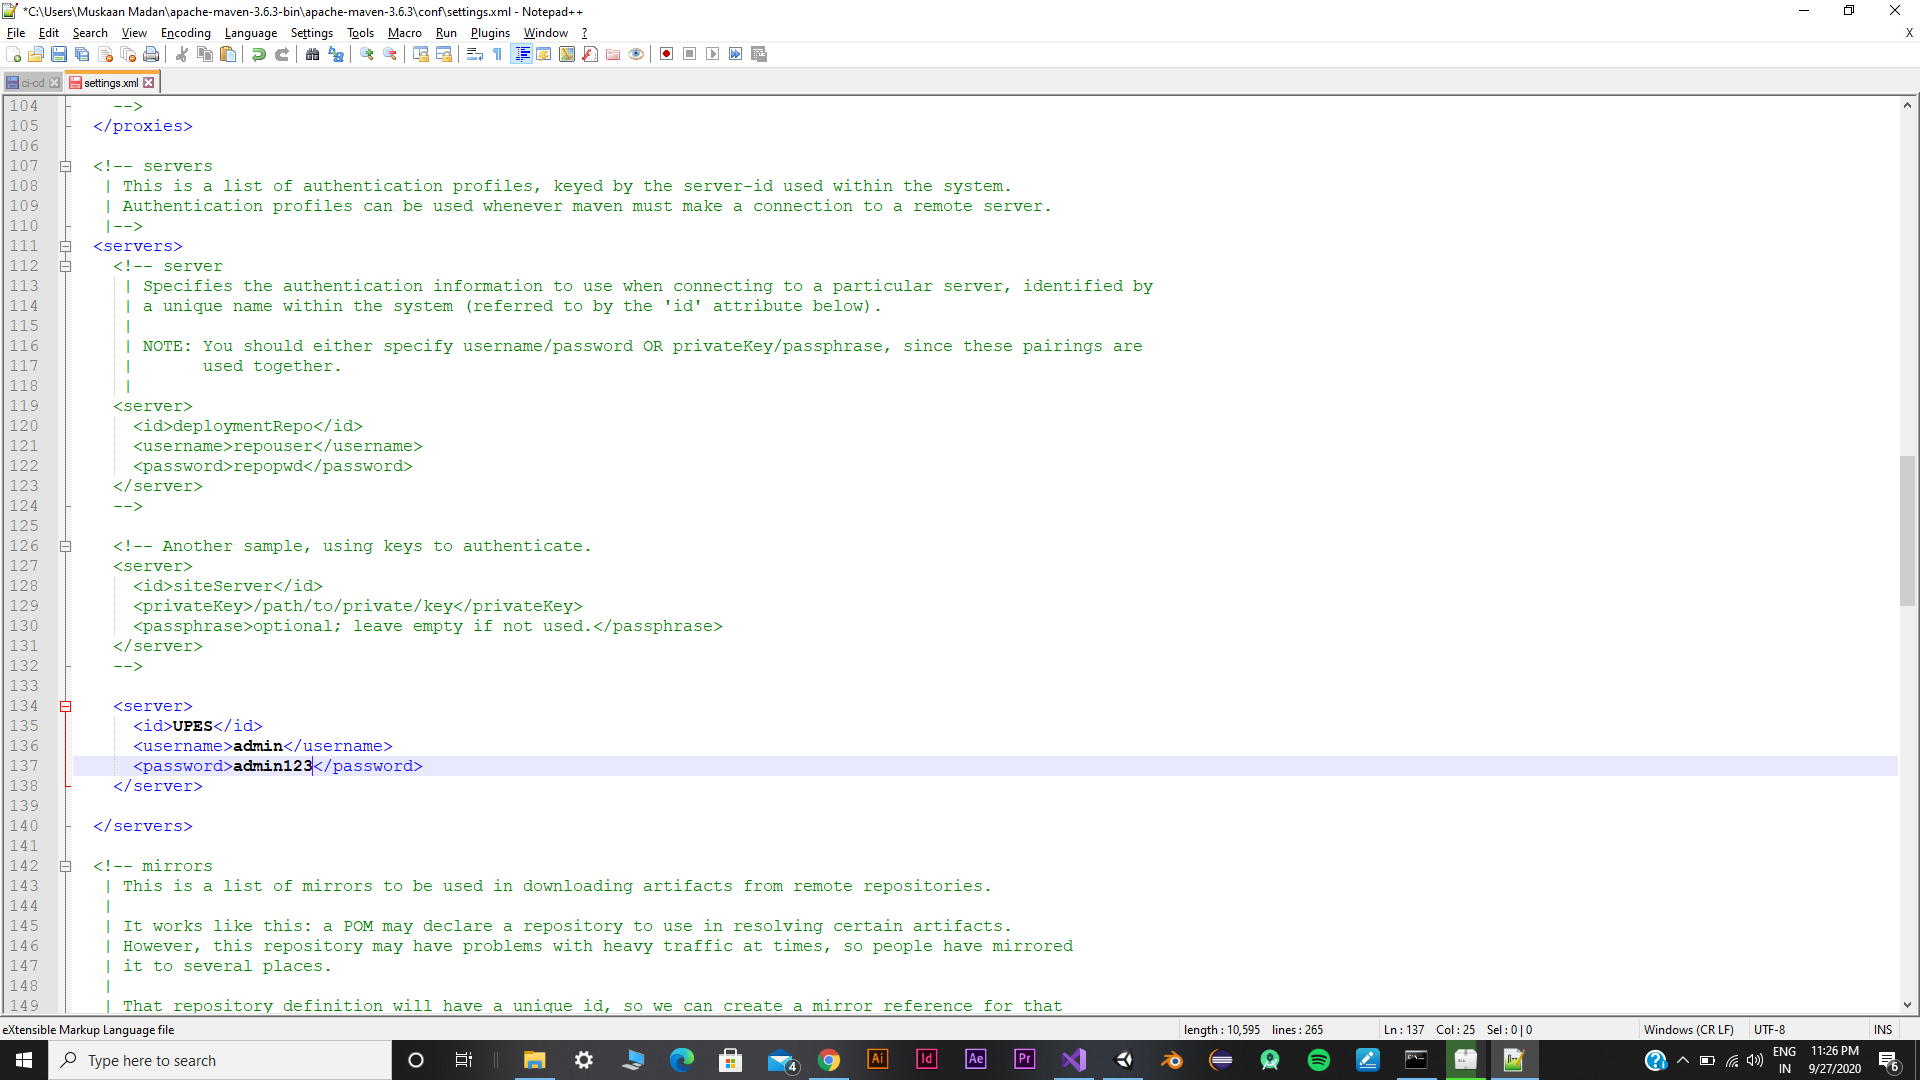 *C:\Users\Muskaan Madan\apache-maven-3.6.3-bin\apache-maven-3.6.3\conf\settings.xml - Notepad++
File Edit Search View Encoding Language Settings Tools Macro Run Plugins Window ? X
ci-cd settings.xml
104 -->
105 </proxies>
106
107 <!-- servers
108 | This is a list of authentication profiles, keyed by the server-id used within the system.
109 | Authentication profiles can be used whenever maven must make a connection to a remote server.
110 |-->
111 <servers>
112 <!-- server
113 | Specifies the authentication information to use when connecting to a particular server, identified by
114 | a unique name within the system (referred to by the 'id' attribute below).
115 |
116 | NOTE: You should either specify username/password OR privateKey/passphrase, since these pairings are
117 | used together.
118 |
119 <server>
120 <id>deploymentRepo</id>
121 <username>repouser</username>
122 <password>repopwd</password>
123 </server>
124 -->
125
126 <!-- Another sample, using keys to authenticate.
127 <server>
128 <id>siteServer</id>
129 <privateKey>/path/to/private/key</privateKey>
130 <passphrase>optional; leave empty if not used.</passphrase>
131 </server>
132 -->
133
134 <server>
135 <id>UPES</id>
136 <username>admin</username>
137 <password>admin123</password>
138 </server>
139
140 </servers>
141
142 <!-- mirrors
143 | This is a list of mirrors to be used in downloading artifacts from remote repositories.
144 |
145 | It works like this: a POM may declare a repository to use in resolving certain artifacts.
146 | However, this repository may have problems with heavy traffic at times, so people have mirrored
147 | it to several places.
148 |
149 | That repository definition will have a unique id, so we can create a mirror reference for that
eXtensible Markup Language file length : 10,595 lines : 265 Ln : 137 Col : 25 Sel : 0 | 0 Windows (CR LF) UTF-8 INS
Type here to search 4 Ai Id Ae Pr ENG IN 11:26 PM 9/27/2020 6